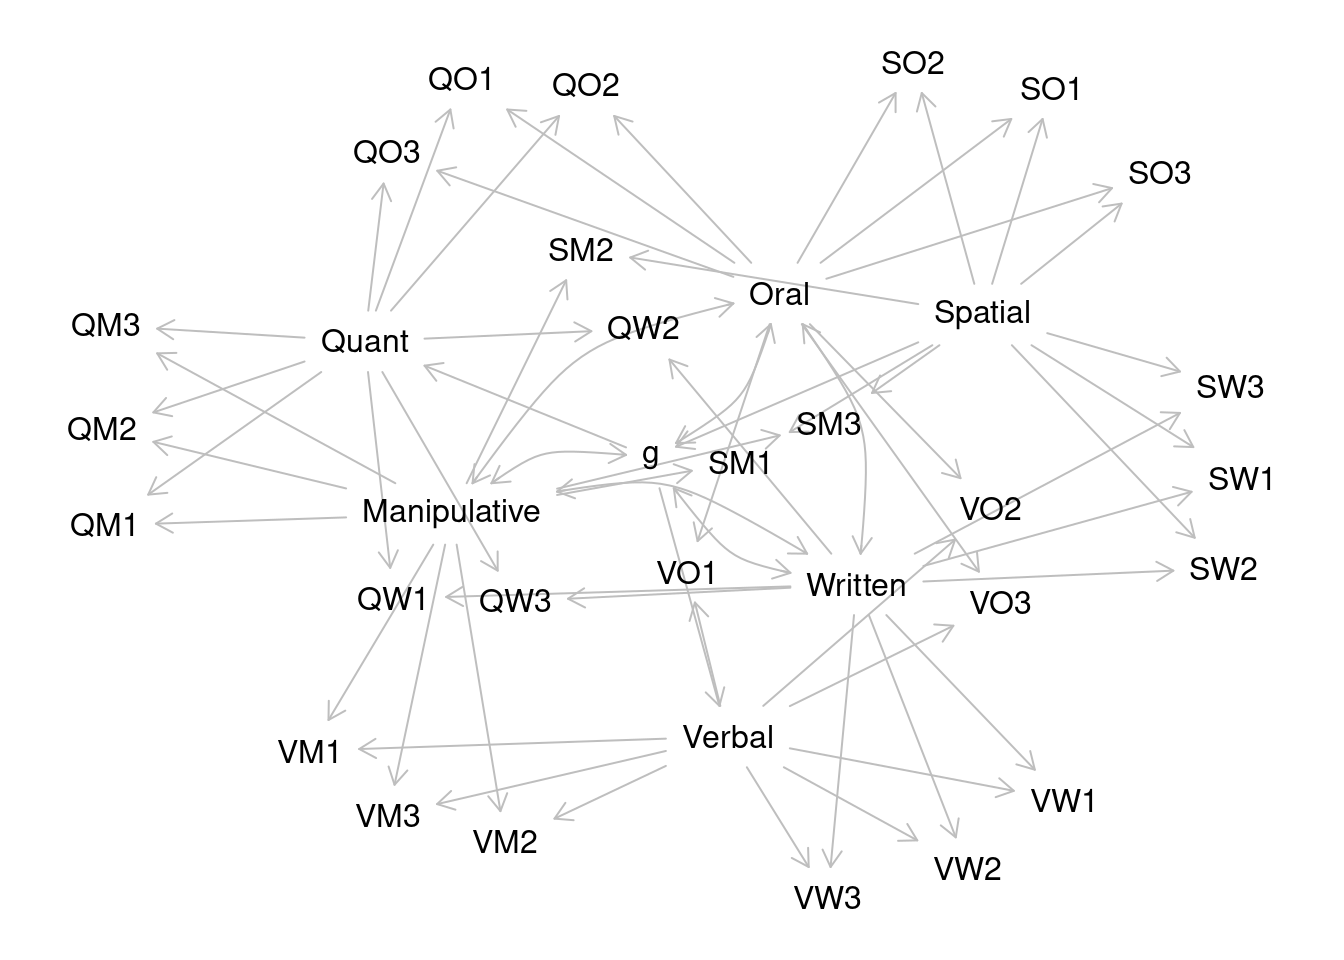 SO2
QO1
QO2
SO1
QO3
SO3
SM2
Oral
Spatial
QM3
Quant
QW2
SW3
QM2
SM3
g
SM1
SW1
Manipulative
VO2
QM1
VO1
SW2
Written
QW1
QW3
VO3
Verbal
VM1
VW1
VM3
VM2
VW2
VW3